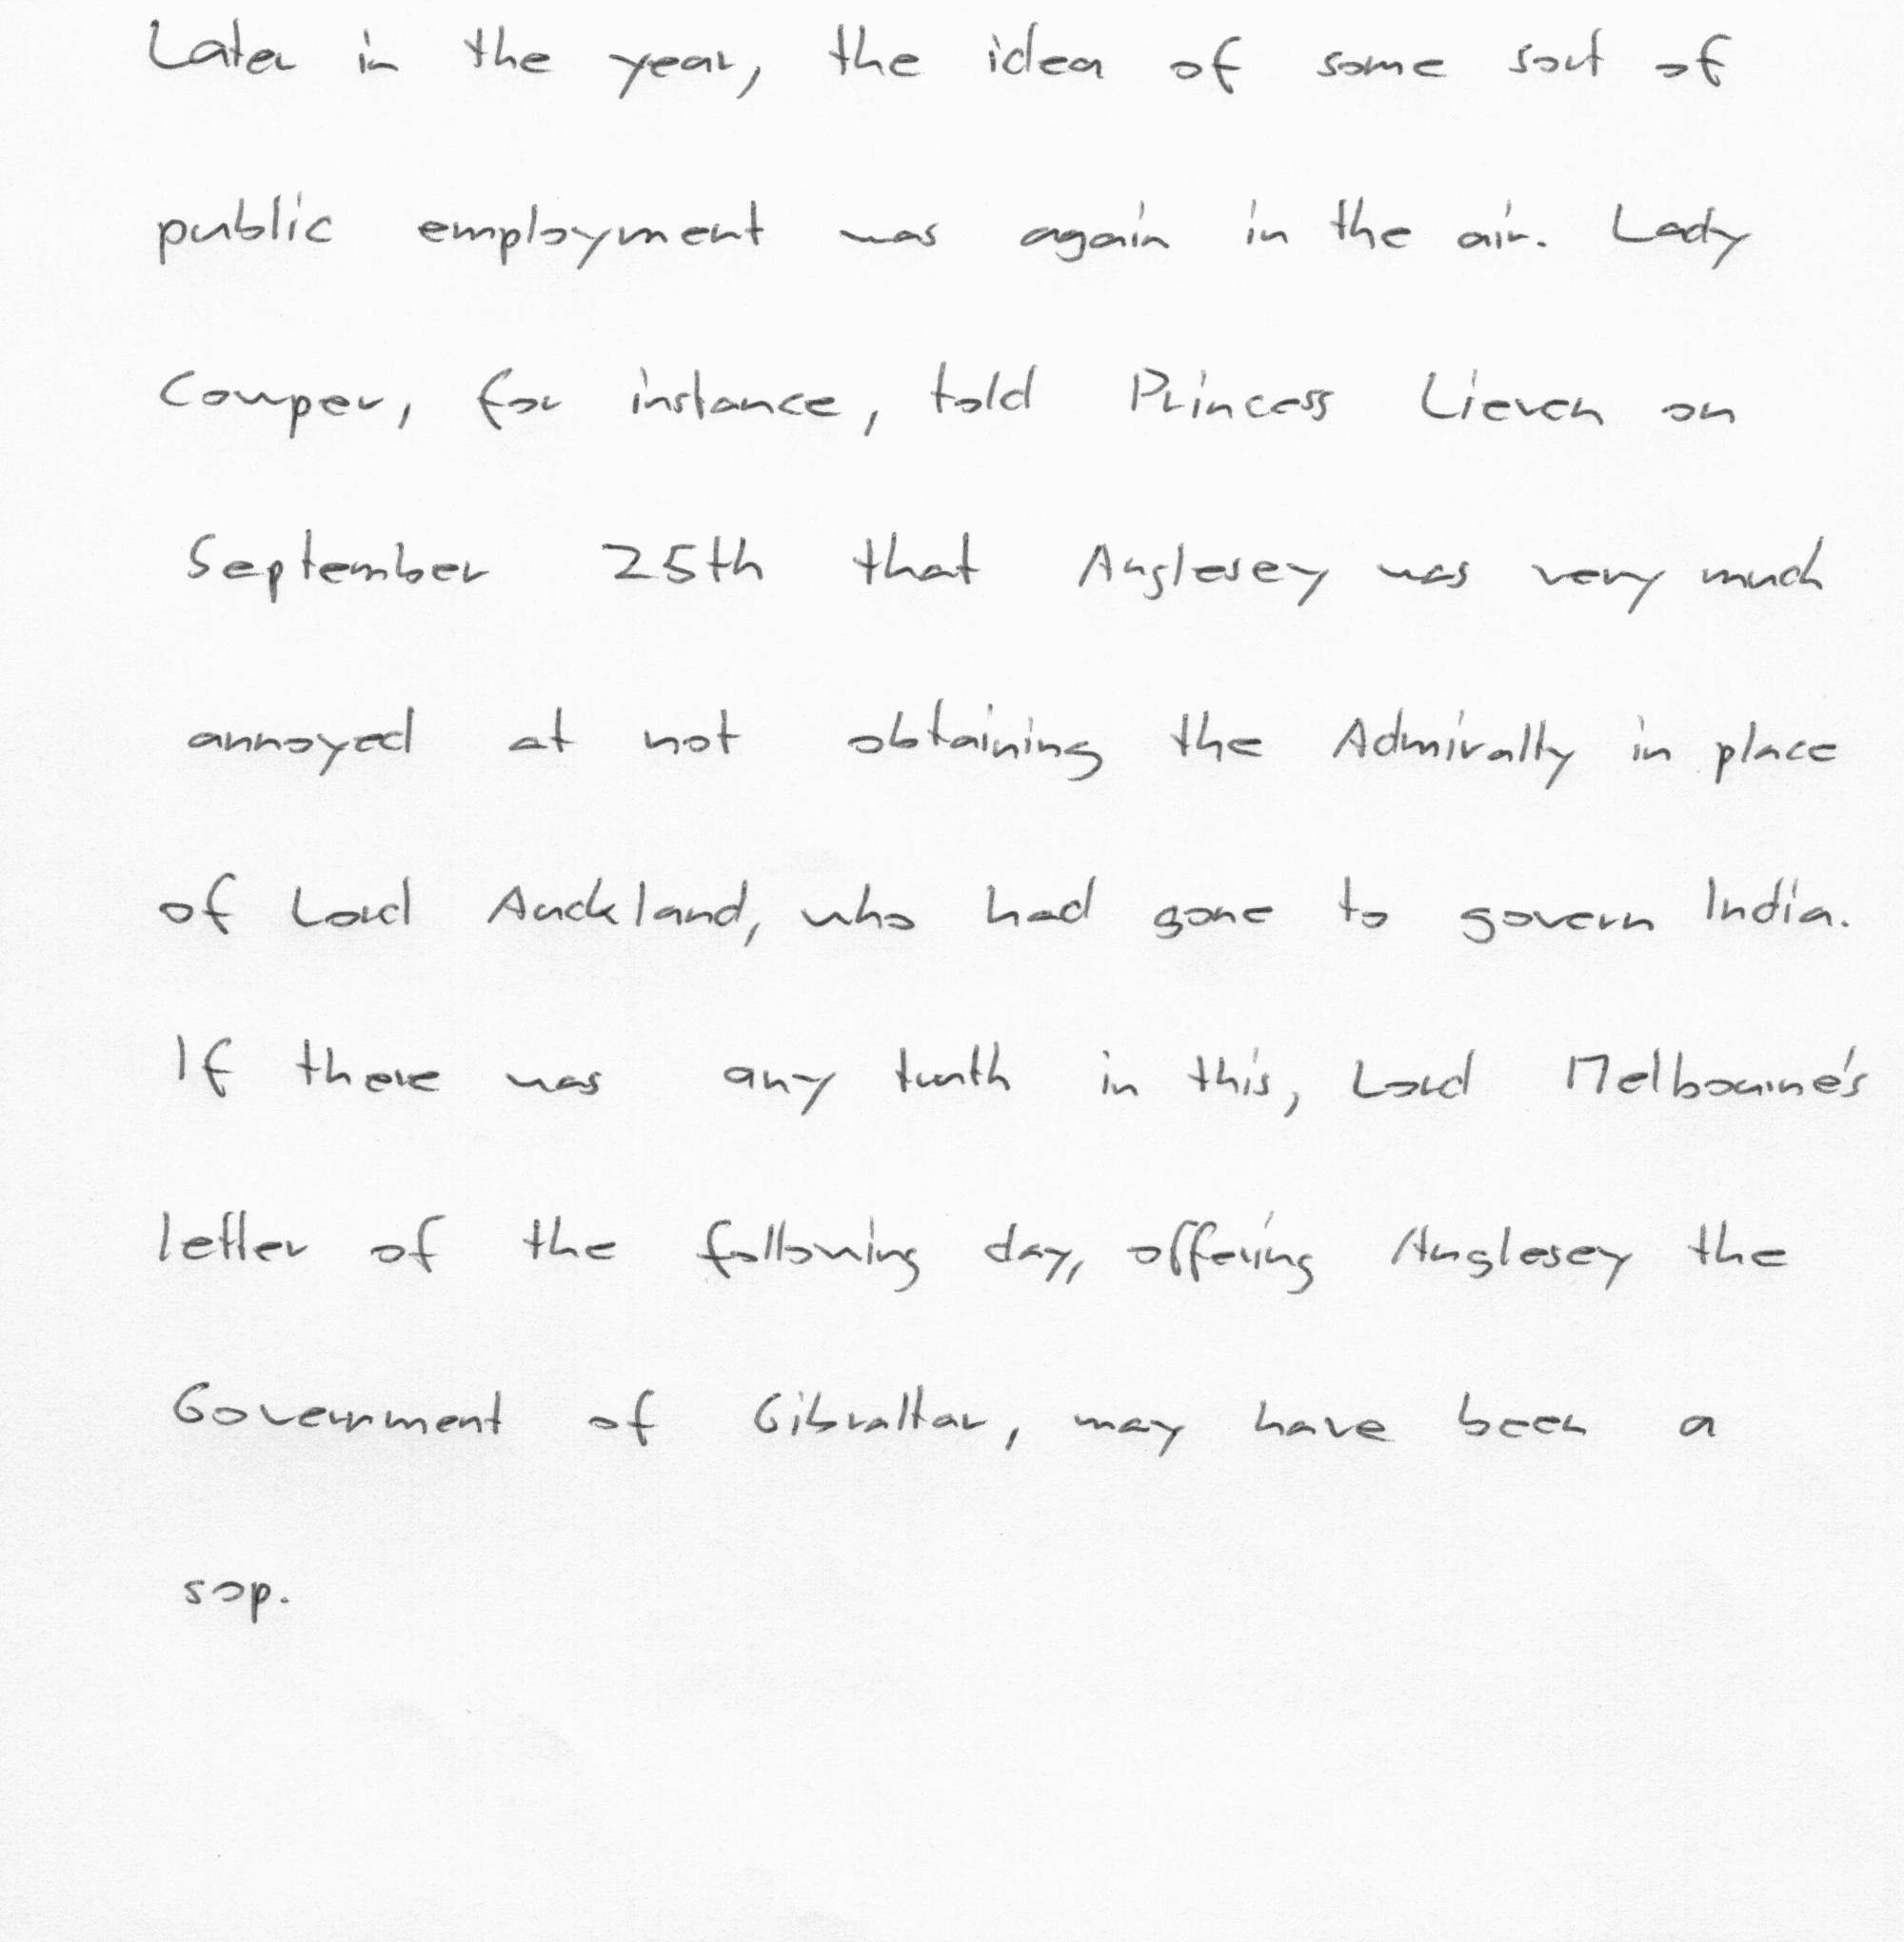 Later in the year, the idea of some sort of
public employment was again in the air. Lady
Cowper, for instance, told Princess Lieven on
September 25th that Anglesey was very much
annoyed at not obtaining the Admiralty in place
of Lord Auckland, who had gone to govern India.
If there was any truth in this, Lord Melbourne's
letter of the following day, offering Anglesey the
Government of Gibraltar, may have been a
sop.